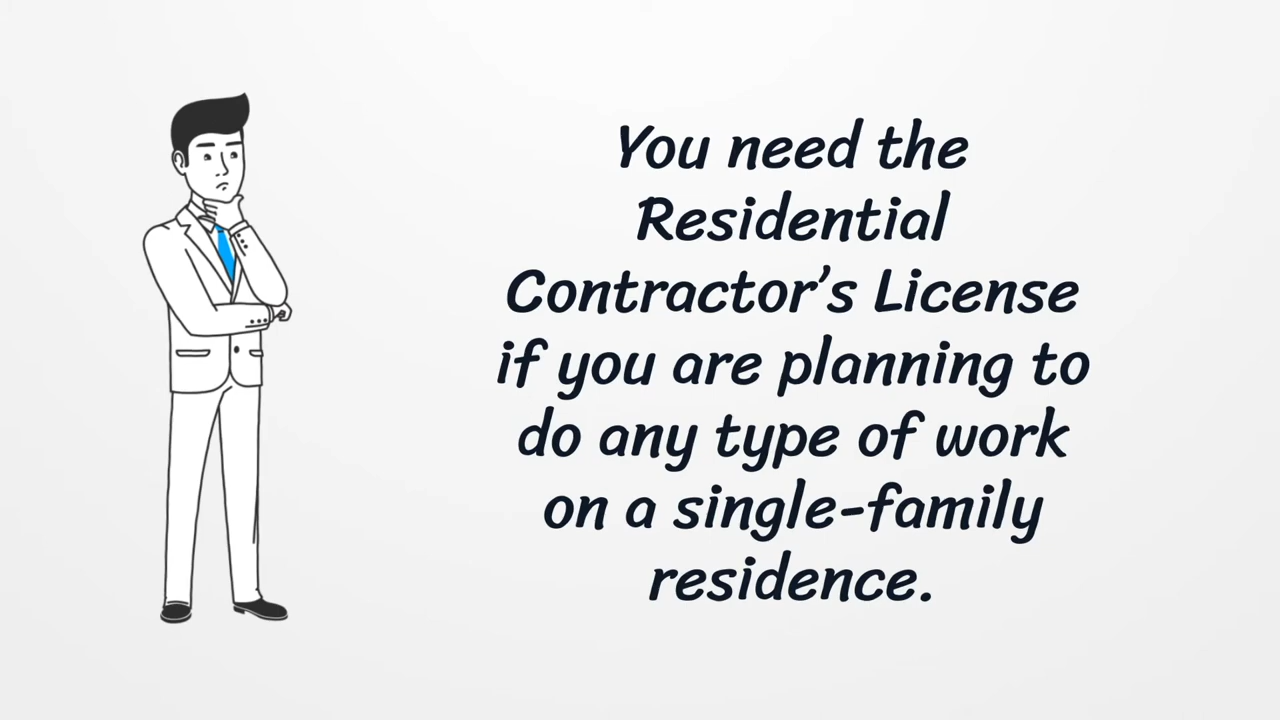 You need the
Residential
Contractor’s License
if you are planning to
do any type of work
on a single-family
residence.